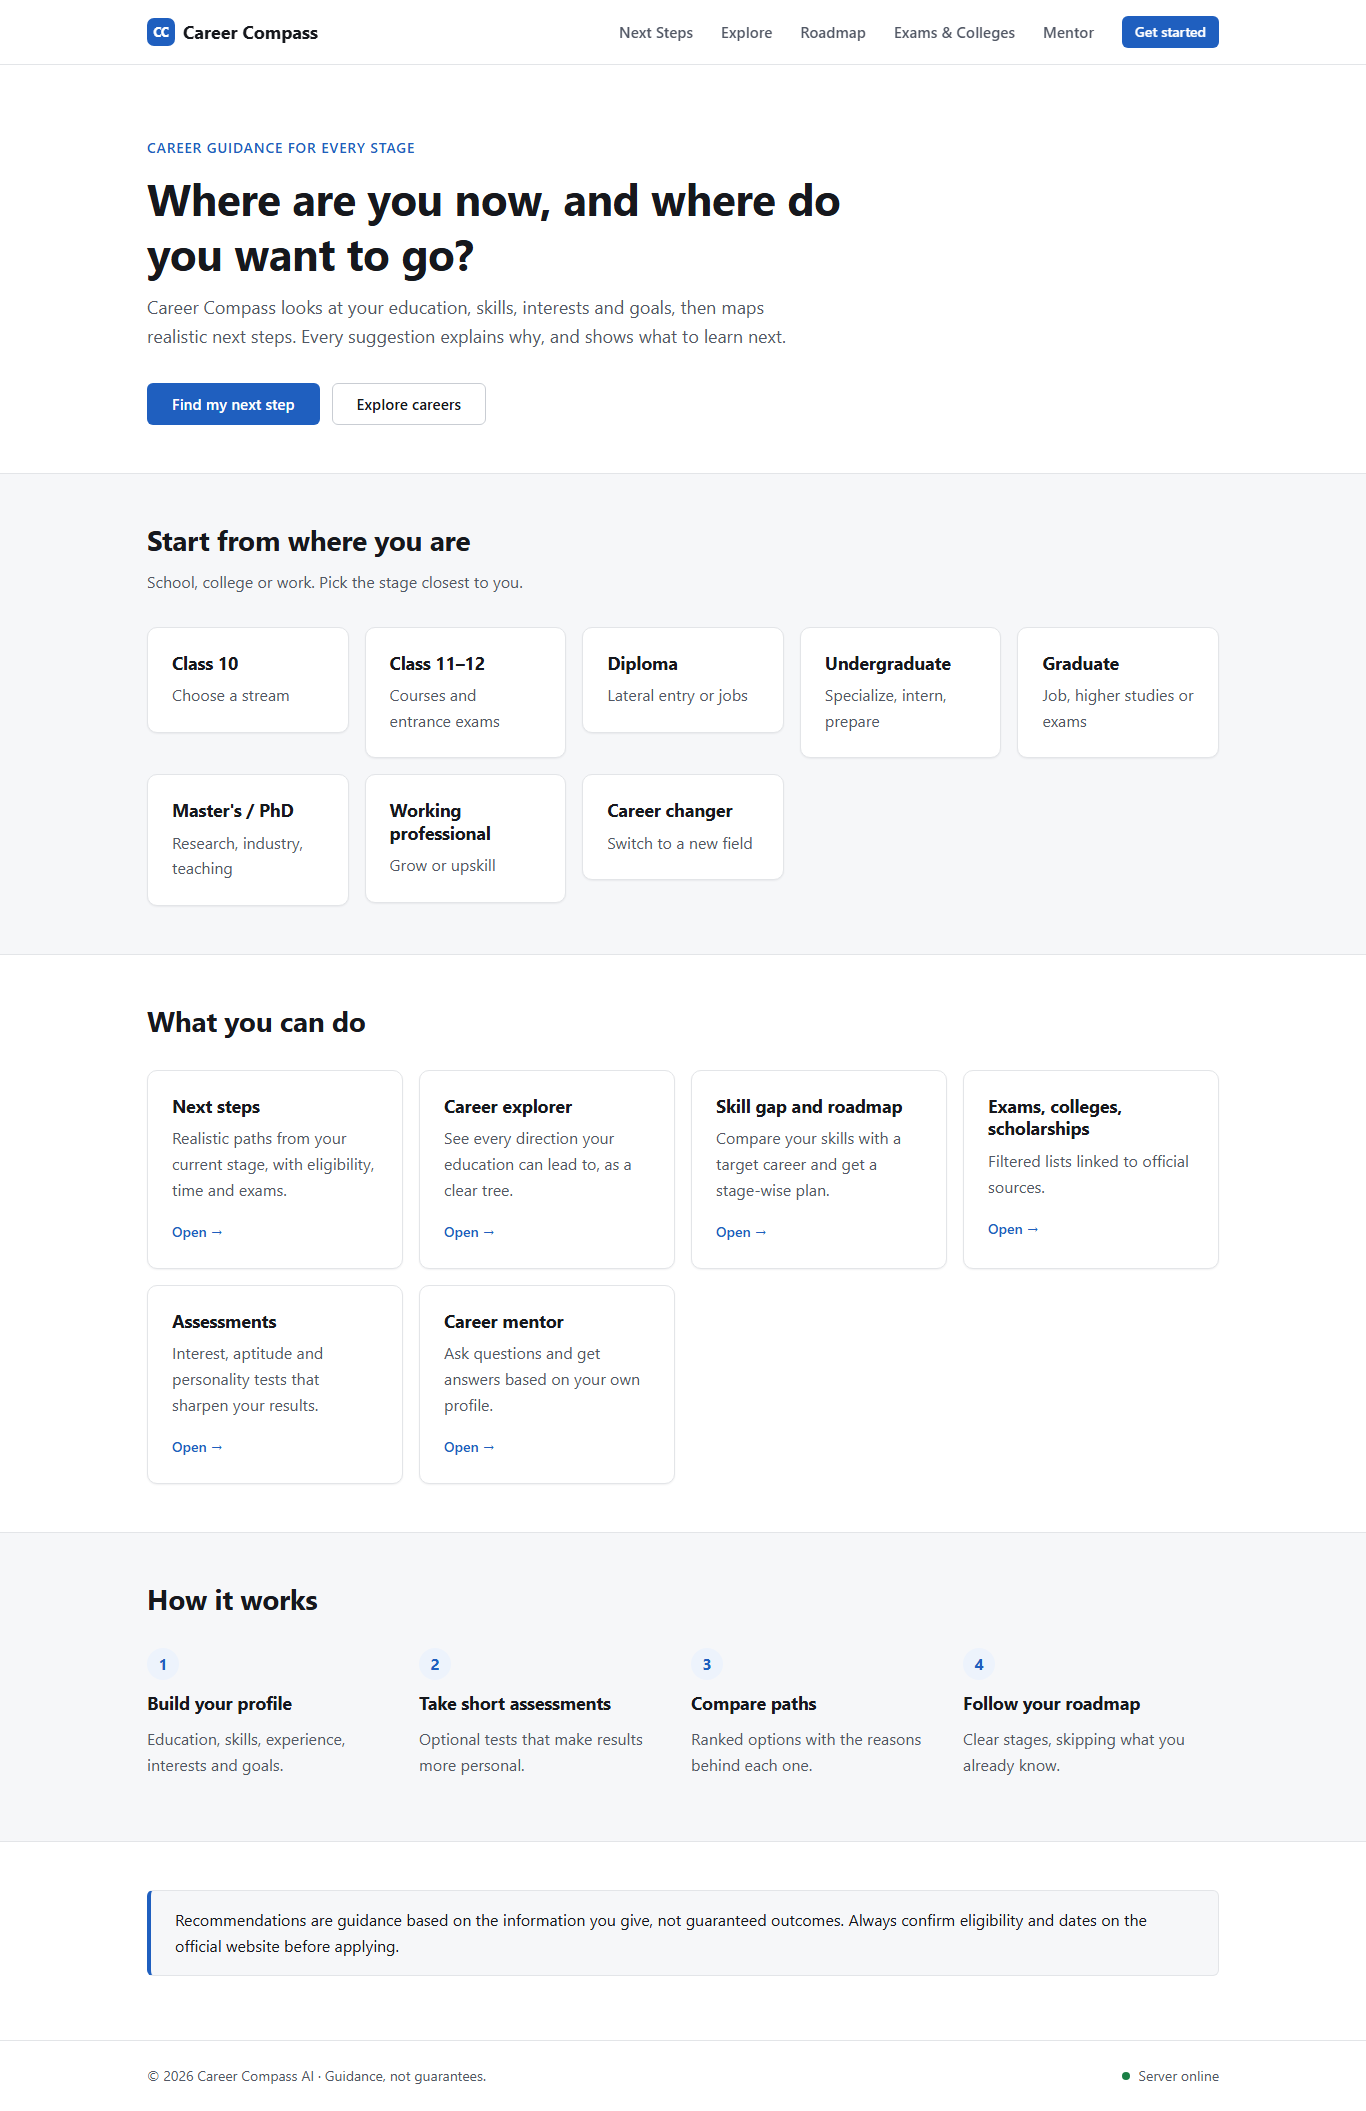 CC Career Compass
Next Steps
Explore
Roadmap
Exams & Colleges
Mentor
Get started
CAREER GUIDANCE FOR EVERY STAGE
Where are you now, and where do
you want to go?
Career Compass looks at your education, skills, interests and goals, then maps
realistic next steps. Every suggestion explains why, and shows what to learn next.
Find my next step
Explore careers
Start from where you are
School, college or work. Pick the stage closest to you.
Class 10
Choose a stream
Class 11–12
Courses and
entrance exams
Diploma
Lateral entry or jobs
Undergraduate
Specialize, intern,
prepare
Graduate
Job, higher studies or
exams
Master's / PhD
Research, industry,
teaching
Working
professional
Grow or upskill
Career changer
Switch to a new field
What you can do
Next steps
Realistic paths from your
current stage, with eligibility,
time and exams.
Open →
Career explorer
See every direction your
education can lead to, as a
clear tree.
Open →
Skill gap and roadmap
Compare your skills with a
target career and get a
stage-wise plan.
Open →
Exams, colleges,
scholarships
Filtered lists linked to official
sources.
Open →
Assessments
Interest, aptitude and
personality tests that
sharpen your results.
Open →
Career mentor
Ask questions and get
answers based on your own
profile.
Open →
How it works
1
Build your profile
Education, skills, experience,
interests and goals.
2
Take short assessments
Optional tests that make results
more personal.
3
Compare paths
Ranked options with the reasons
behind each one.
4
Follow your roadmap
Clear stages, skipping what you
already know.
Recommendations are guidance based on the information you give, not guaranteed outcomes. Always confirm eligibility and dates on the
official website before applying.
© 2026 Career Compass AI · Guidance, not guarantees.
Server online